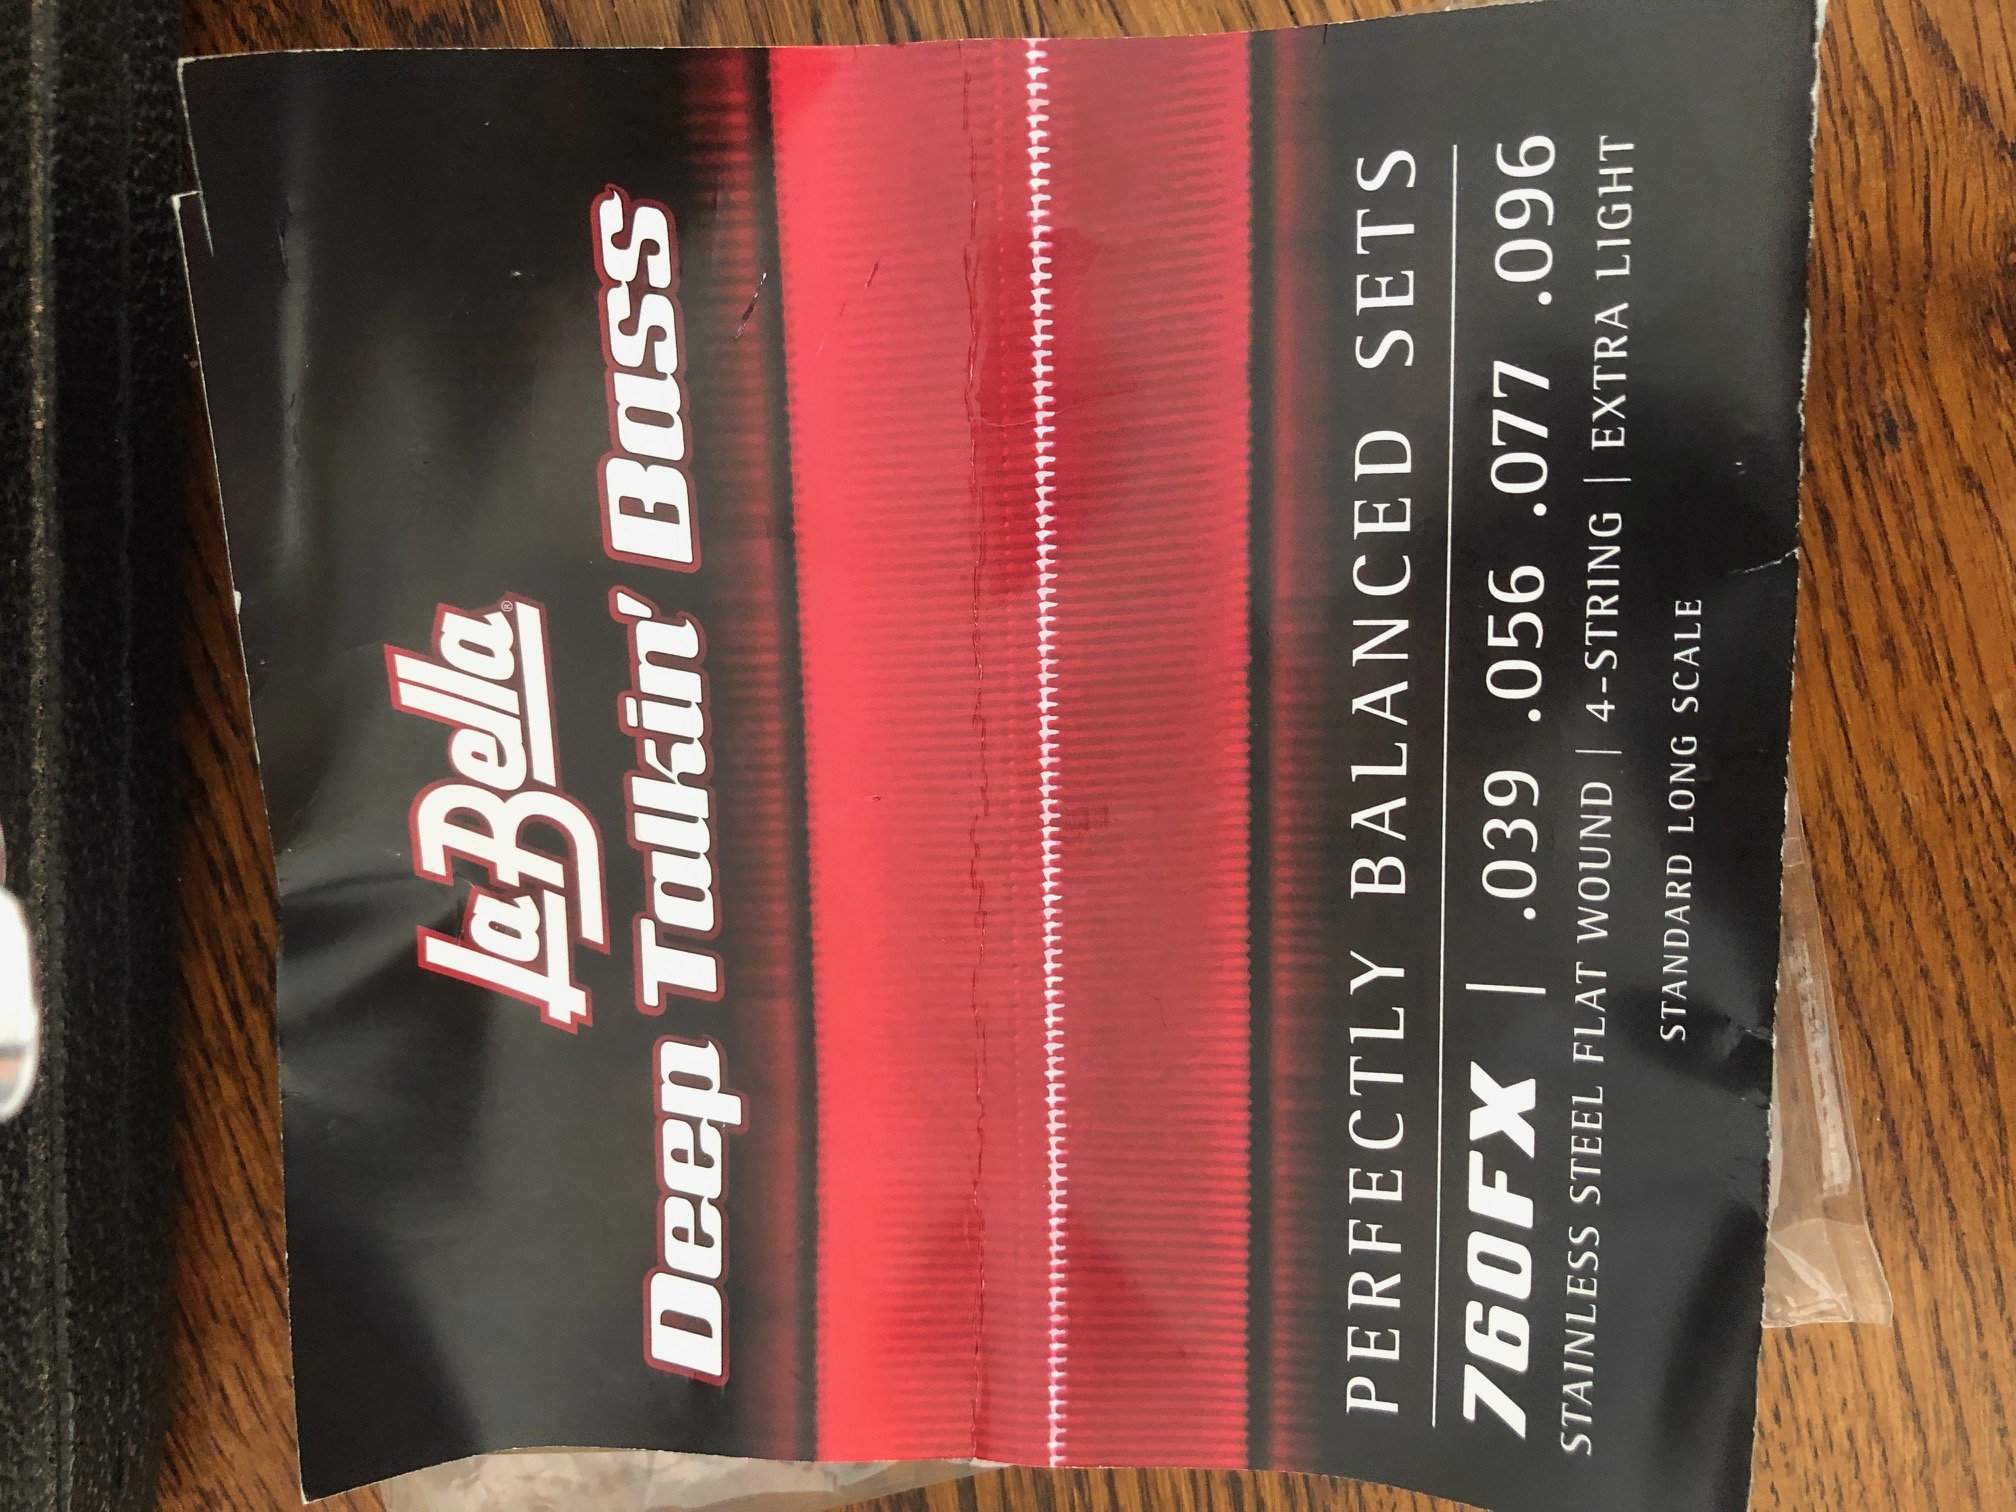 La Bella®
Deep Talkin' Bass
PERFECTLY BALANCED SETS
760FX | .039 .056 .077 .096
STAINLESS STEEL FLAT WOUND | 4-STRING | EXTRA LIGHT
STANDARD LONG SCALE